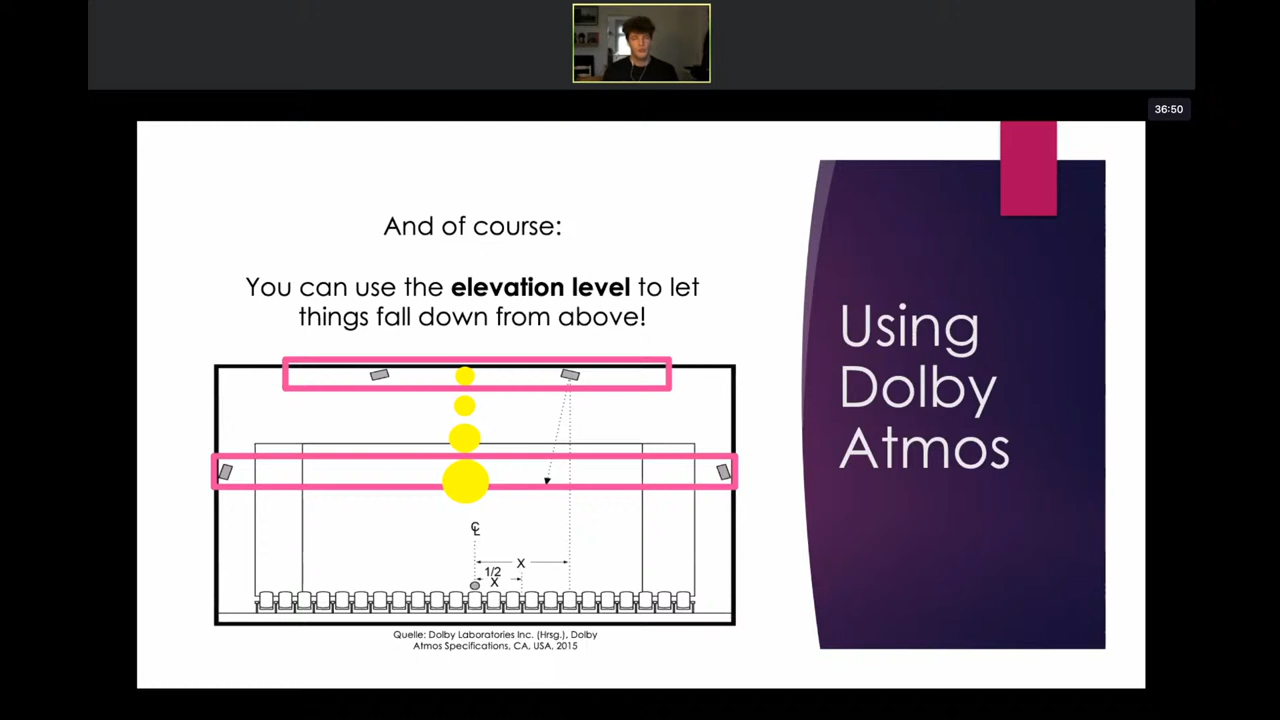 36:50
And of course:
You can use the elevation level to let
things fall down from above!
℄
X
1/2
X
Quelle: Dolby Laboratories Inc. (Hrsg.), Dolby
Atmos Specifications, CA, USA, 2015
Using
Dolby
Atmos